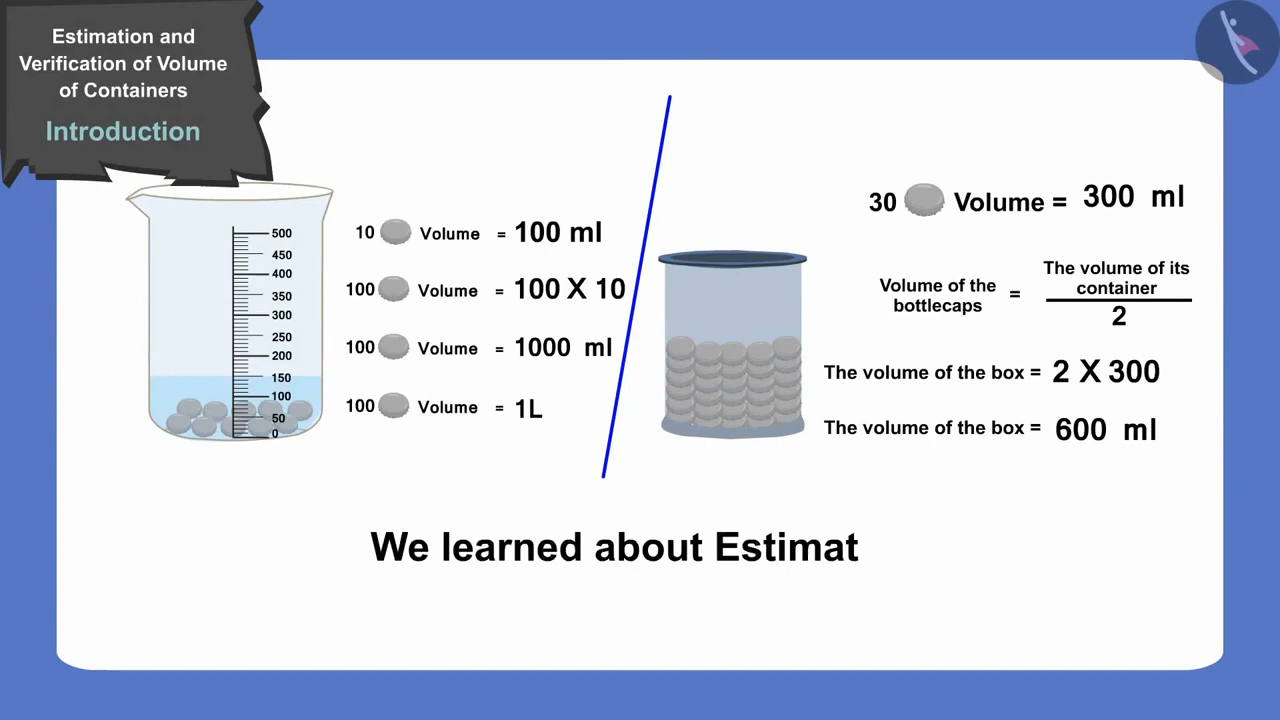 Estimation and
Verification of Volume
of Containers
Introduction
500
450
400
350
300
250
200
150
100
50
0
10 Volume = 100 ml
100 Volume = 100 X 10
100 Volume = 1000 ml
100 Volume = 1L
30 Volume = 300 ml
Volume of the
bottlecaps
=
The volume of its
container
2
The volume of the box = 2 X 300
The volume of the box = 600 ml
We learned about Estimat